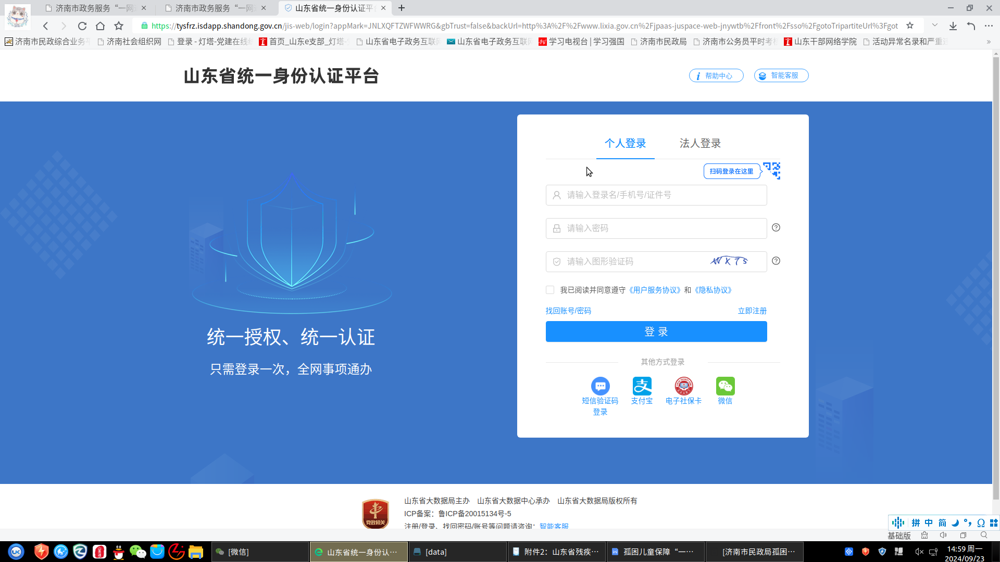 济南市政务服务“一网
济南市政务服务“一网
山东省统一身份认证平台
https://tysfrz.isdapp.shandong.gov.cn/jis-web/login?appMark=JNLXQFTZWFWWRG&gbTrust=false&backUrl=http%3A%2F%2Fwww.lixia.gov.cn%2Fjpaas-juspace-web-jnywtb%2Ffront%2Fsso%2FgotoTripartiteUrl%3Fgot
济南市民政综合业务平
济南社会组织网
登录 - 灯塔-党建在线
首页_山东e支部_灯塔-
山东省电子政务互联网
山东省电子政务互联网
学习电视台 | 学习强国
济南市民政局
济南市公务员平时考核
山东干部网络学院
活动异常名录和严重违
山东省统一身份认证平台
帮助中心
智能客服
个人登录
法人登录
扫码登录在这里
请输入登录名/手机号/证件号
请输入密码
请输入图形验证码
WKTS
我已阅读并同意遵守《用户服务协议》和《隐私协议》
找回账号/密码
立即注册
登录
其他方式登录
短信验证码登录
支付宝
电子社保卡
微信
统一授权、统一认证
只需登录一次，全网事项通办
党政机关
山东省大数据局主办 山东省大数据中心承办 山东省大数据局版权所有
ICP备案：鲁ICP备20015134号-5
注册/登录、找回密码/账号等问题请咨询：智能客服
拼 中 简
基础版
[微信]
山东省统一身份认…
[data]
附件2：山东省残疾…
孤困儿童保障“一…
[济南市民政局孤困…
14:59 周一
2024/09/23